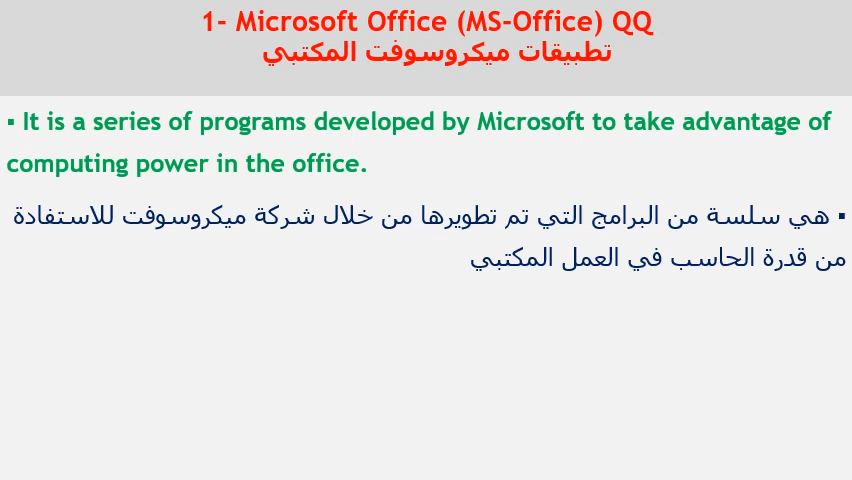 1- Microsoft Office (MS-Office) QQ
تطبيقات ميكروسوفت المكتبي
▪ It is a series of programs developed by Microsoft to take advantage of
computing power in the office.
▪ هي سلسة من البرامج التي تم تطويرها من خلال شركة ميكروسوفت للاستفادة
من قدرة الحاسب في العمل المكتبي